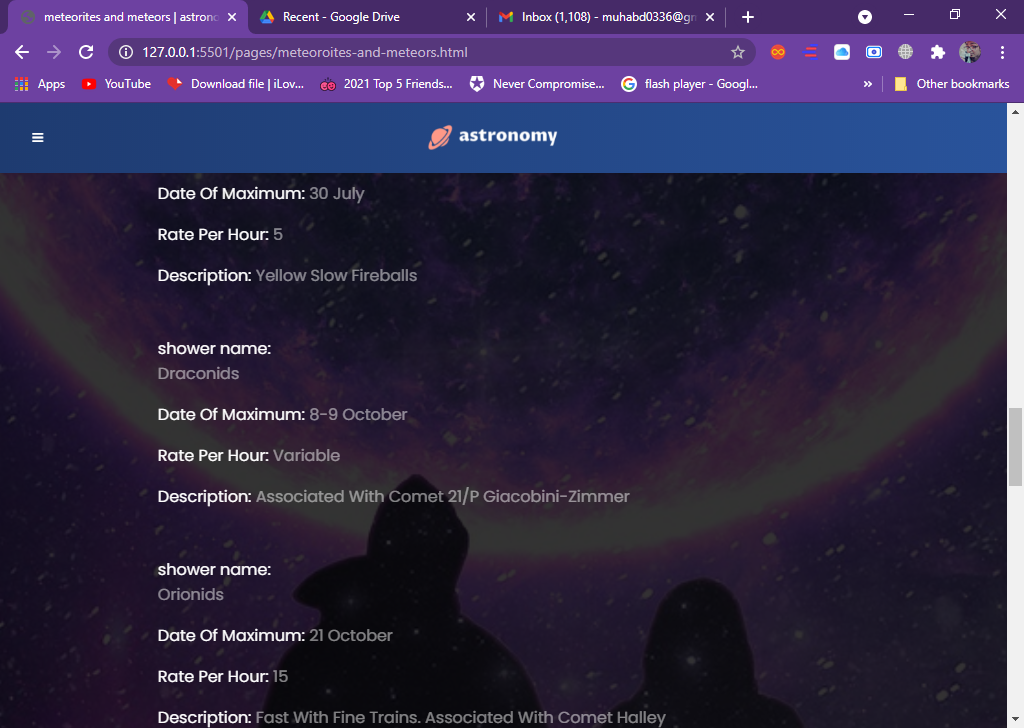 meteorites and meteors | astrono
Recent - Google Drive
Inbox (1,108) - muhabd0336@gm
127.0.0.1:5501/pages/meteoroites-and-meteors.html
Apps
YouTube
Download file | iLov...
2021 Top 5 Friends...
Never Compromise...
flash player - Googl...
»
Other bookmarks
astronomy
Date Of Maximum: 30 July
Rate Per Hour: 5
Description: Yellow Slow Fireballs
shower name:
Draconids
Date Of Maximum: 8-9 October
Rate Per Hour: Variable
Description: Associated With Comet 21/P Giacobini-Zimmer
shower name:
Orionids
Date Of Maximum: 21 October
Rate Per Hour: 15
Description: Fast With Fine Trains. Associated With Comet Halley